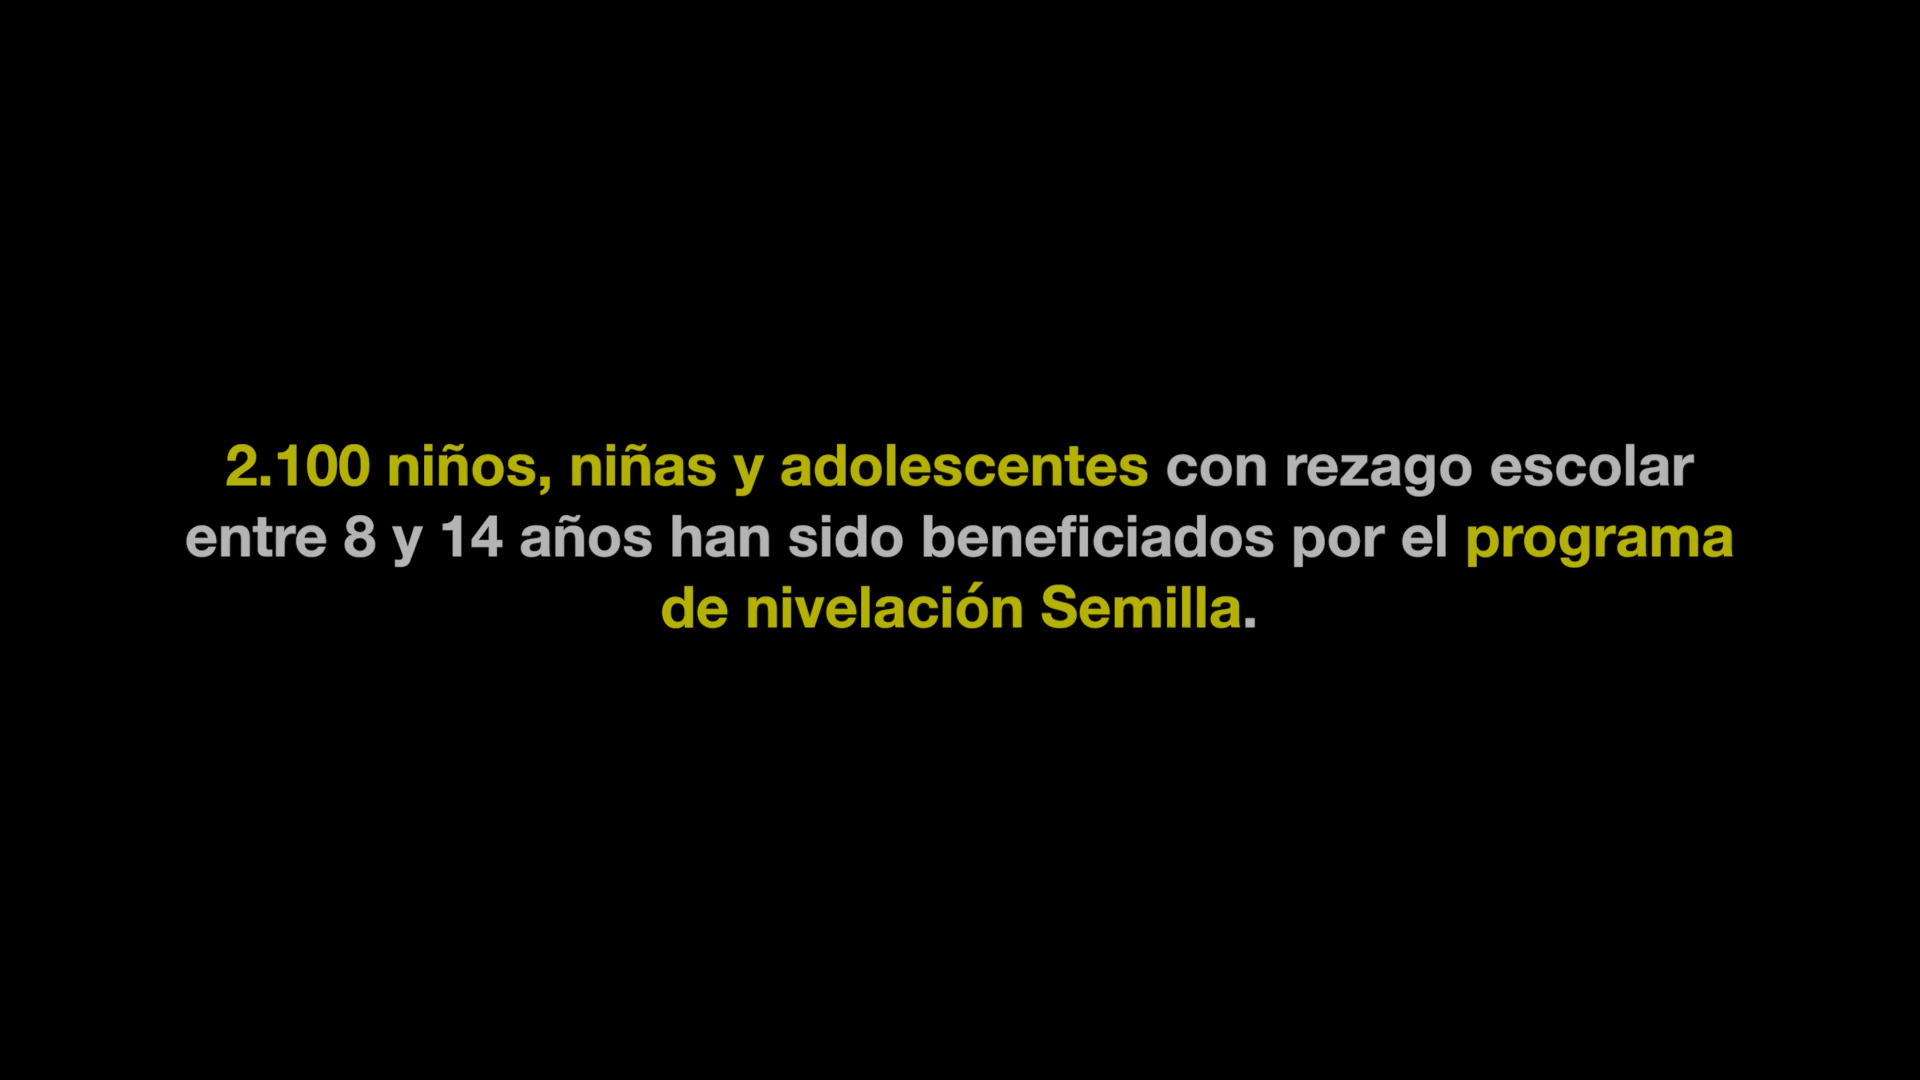 2.100 niños, niñas y adolescentes con rezago escolar
entre 8 y 14 años han sido beneficiados por el programa
de nivelación Semilla.